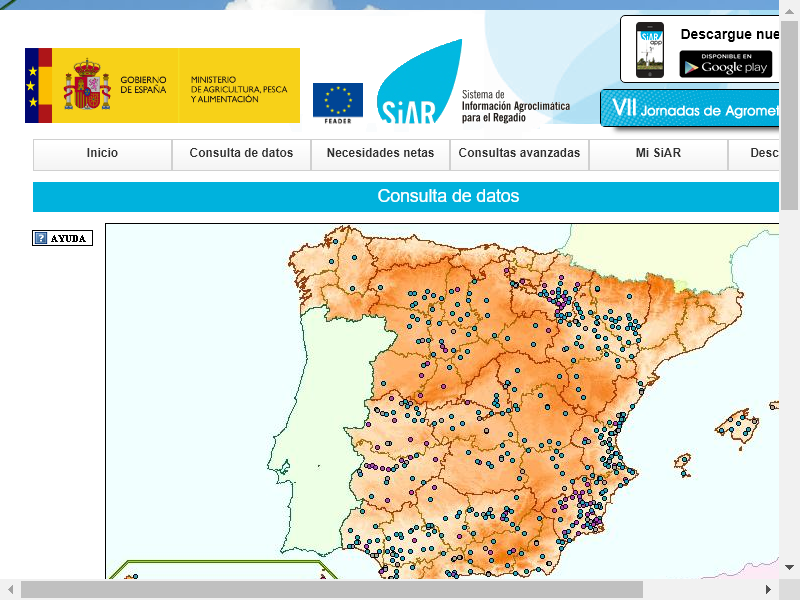 Descargue nue
SiAR
app
DISPONIBLE EN
Google play
GOBIERNO
DE ESPAÑA
MINISTERIO
DE AGRICULTURA, PESCA
Y ALIMENTACIÓN
FEADER
SiAR
Sistema de
Información Agroclimática
para el Regadío
VII Jornadas de Agromet
Inicio
Consulta de datos
Necesidades netas
Consultas avanzadas
Mi SiAR
Desc
Consulta de datos
? AYUDA